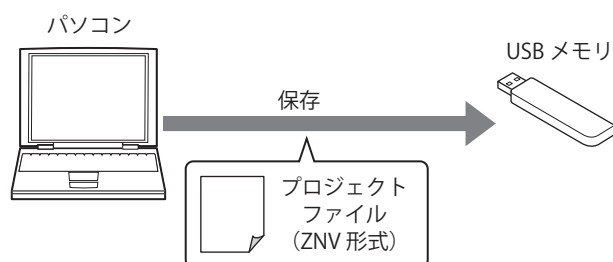 パソコン
USB メモリ
保存
プロジェクト
ファイル
（ZNV 形式）